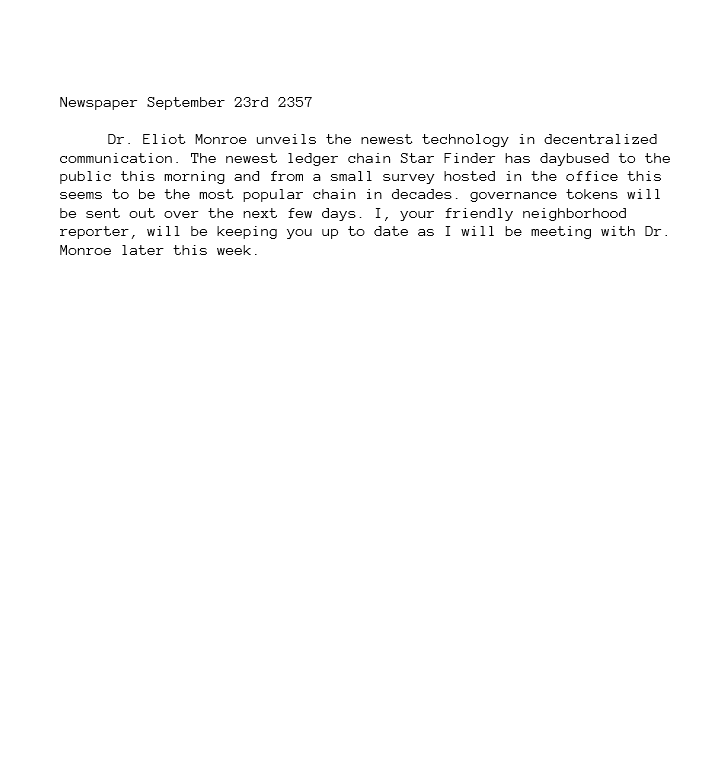 Newspaper September 23rd 2357
Dr. Eliot Monroe unveils the newest technology in decentralized
communication. The newest ledger chain Star Finder has daybused to the
public this morning and from a small survey hosted in the office this
seems to be the most popular chain in decades. governance tokens will
be sent out over the next few days. I, your friendly neighborhood
reporter, will be keeping you up to date as I will be meeting with Dr.
Monroe later this week.